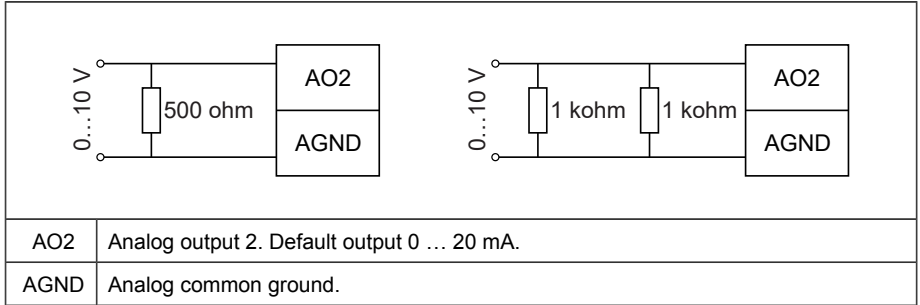 0…10 V
500 ohm
AO2
AGND
0…10 V
1 kohm
1 kohm
AO2
AGND
AO2 Analog output 2. Default output 0 … 20 mA.
AGND Analog common ground.